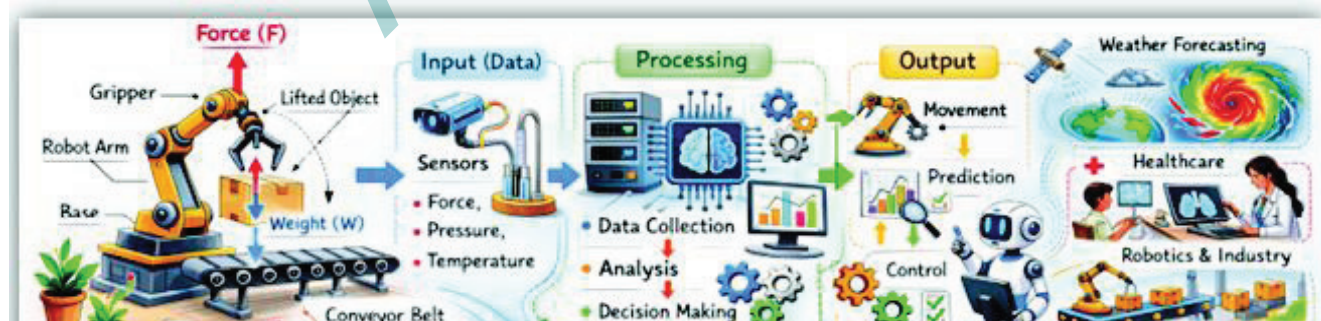 Force (F)
Gripper
Lifted Object
Robot Arm
Base
Weight (W)
Conveyor Belt
Input (Data)
Sensors
• Force,
• Pressure,
• Temperature
Processing
• Data Collection
• Analysis
• Decision Making
Output
Movement
Prediction
Control
Weather Forecasting
Healthcare
Robotics & Industry